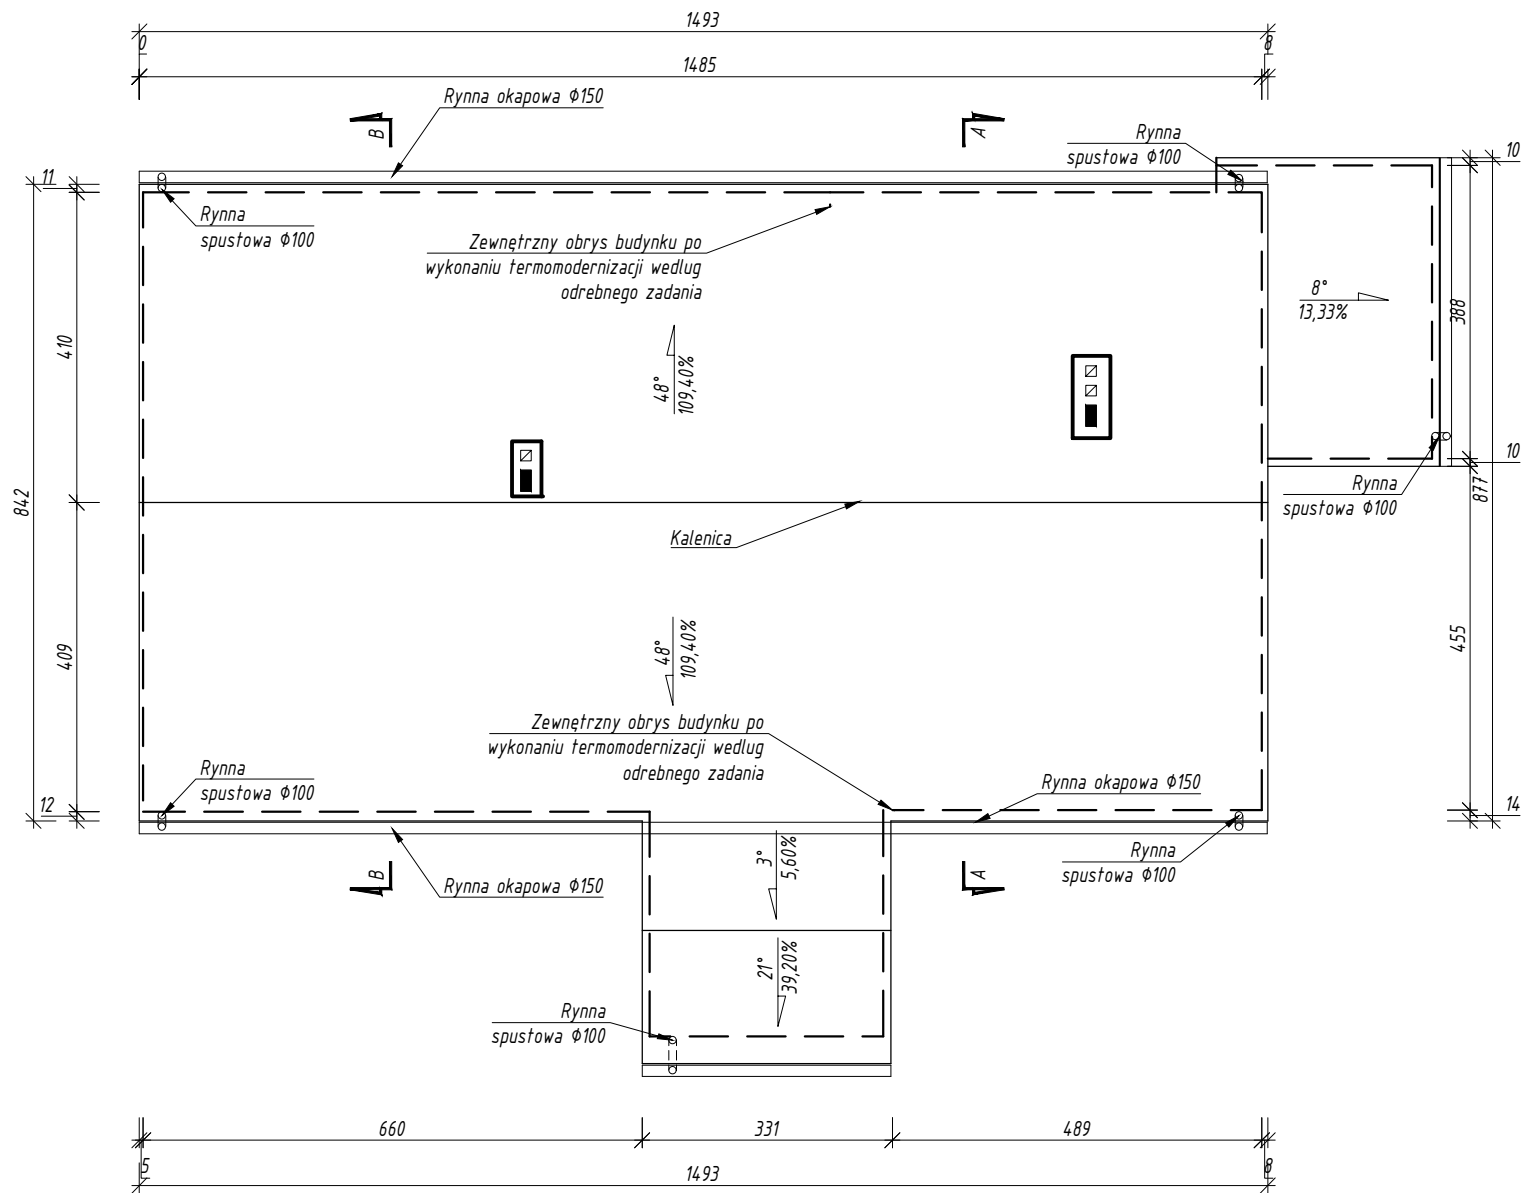 1493
0
8
1485
Rynna okapowa Φ150
B
A
Rynna
spustowa Φ100
10
11
Rynna
spustowa Φ100
Zewnętrzny obrys budynku po
wykonaniu termomodernizacji wedlug
odrebnego zadania
8°
13,33%
388
410
48°
109,40%
10
Rynna
spustowa Φ100
877
842
Kalenica
409
48°
109,40%
455
Zewnętrzny obrys budynku po
wykonaniu termomodernizacji wedlug
odrebnego zadania
Rynna
spustowa Φ100
Rynna okapowa Φ150
12
14
3°
5,60%
Rynna
spustowa Φ100
B
Rynna okapowa Φ150
A
21°
39,20%
Rynna
spustowa Φ100
660
331
489
5
1493
8